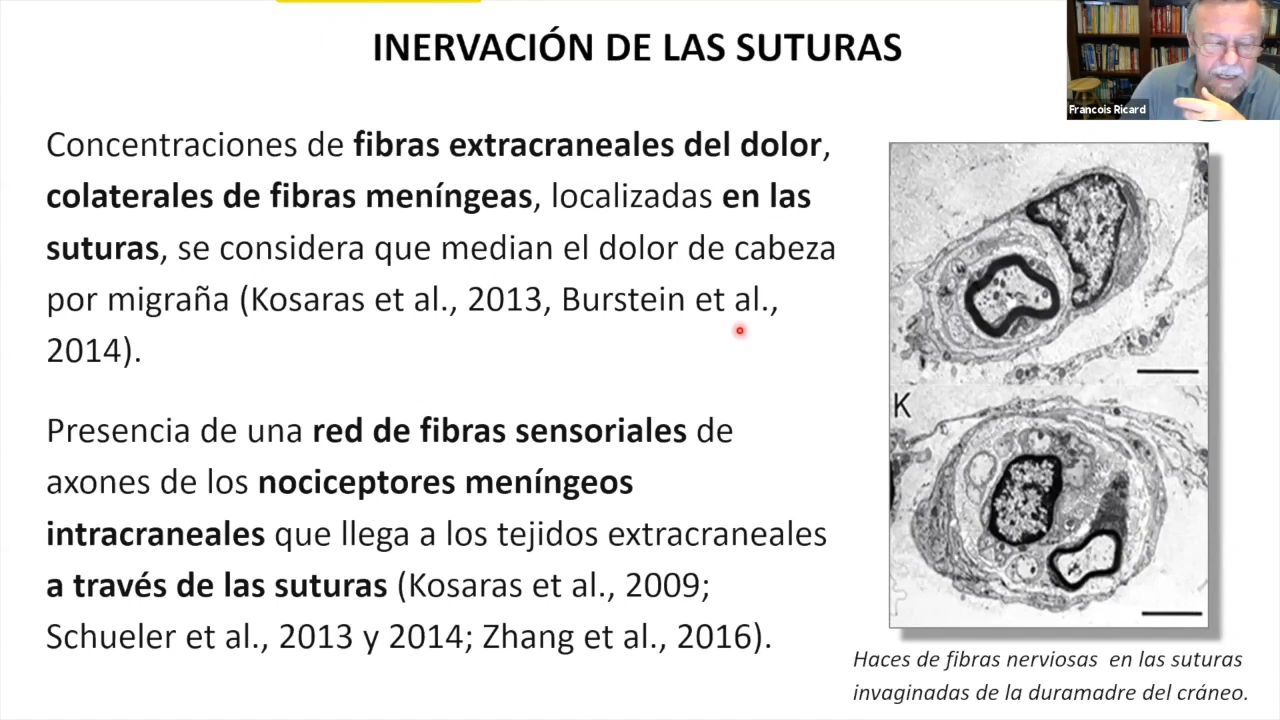 INERVACIÓN DE LAS SUTURAS
Francois Ricard
Concentraciones de fibras extracraneales del dolor,
colaterales de fibras meníngeas, localizadas en las
suturas, se considera que median el dolor de cabeza
por migraña (Kosaras et al., 2013, Burstein et al.,
2014).
Presencia de una red de fibras sensoriales de
axones de los nociceptores meníngeos
intracraneales que llega a los tejidos extracraneales
a través de las suturas (Kosaras et al., 2009;
Schueler et al., 2013 y 2014; Zhang et al., 2016).
K
Haces de fibras nerviosas en las suturas
invaginadas de la duramadre del cráneo.